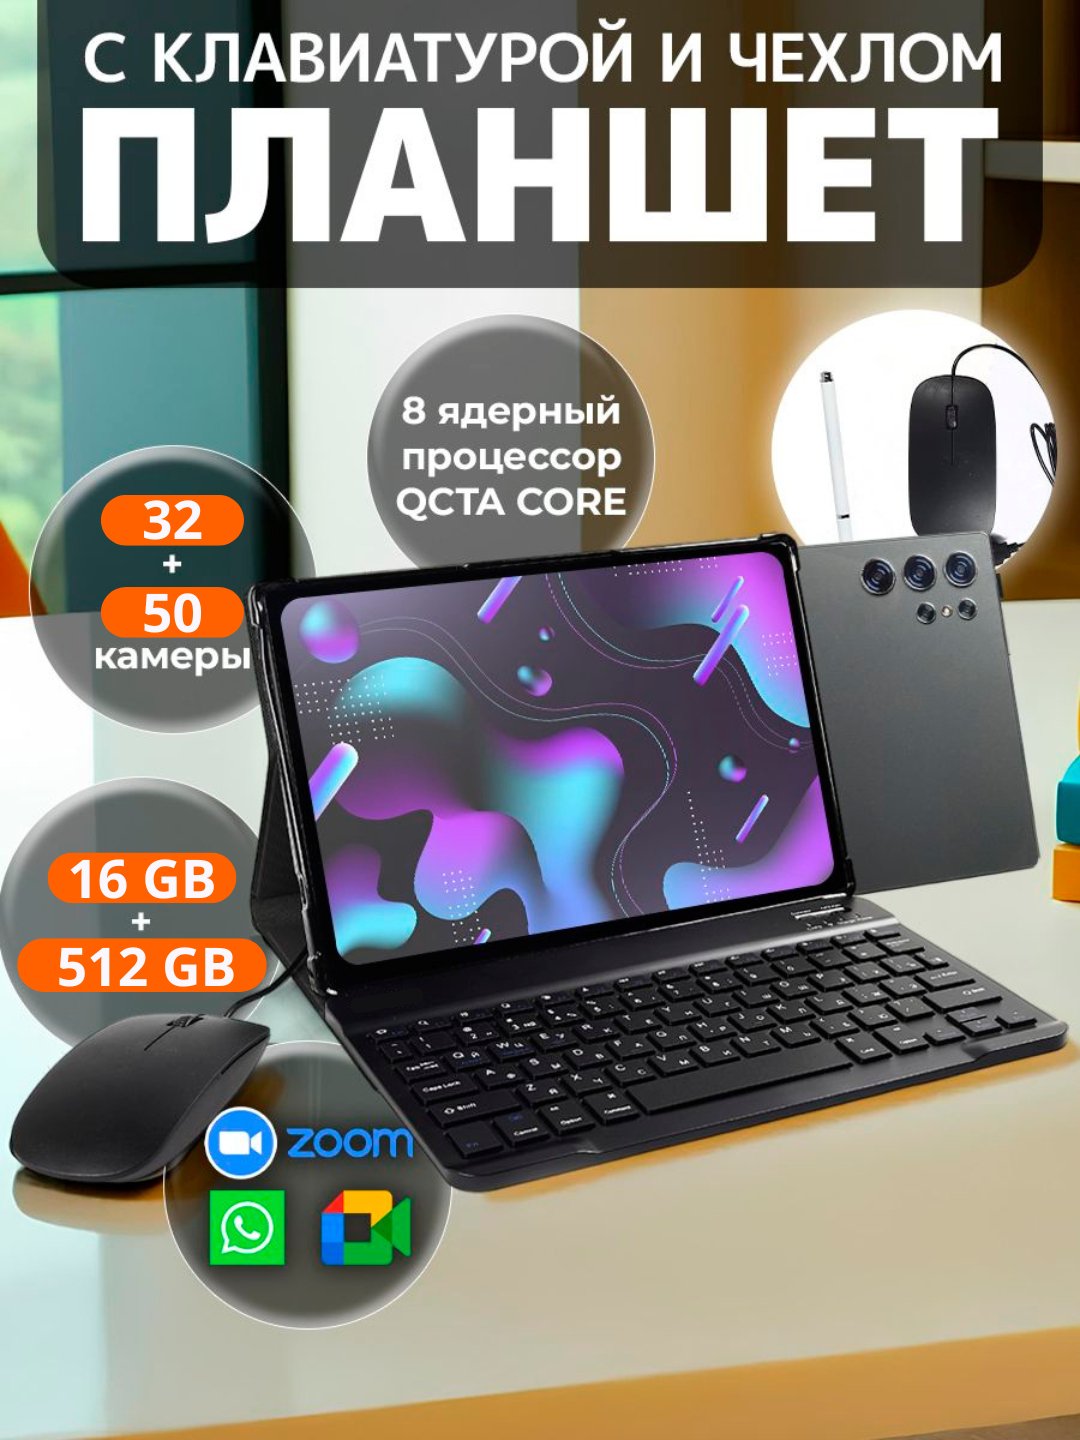 С КЛАВИАТУРОЙ И ЧЕХЛОМ
ПЛАНШЕТ
8 ядерный
процессор
QCTA CORE
32
+
50
камеры
16 GB
+
512 GB
zoom